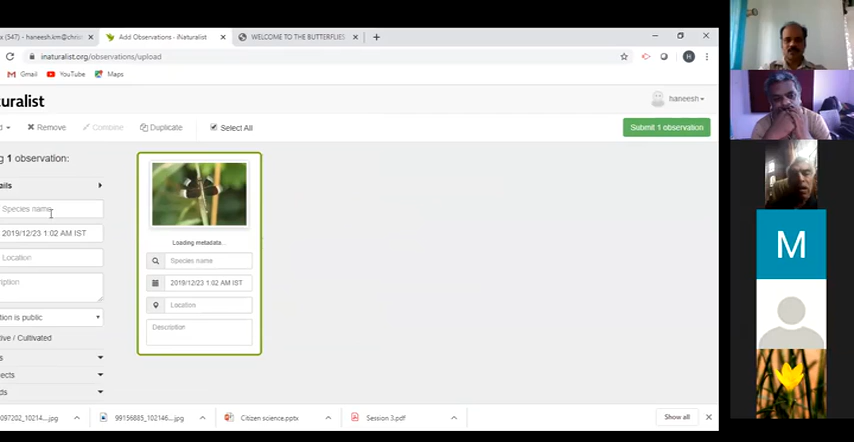 x (547) - haneesh.km@chris
Add Observations - iNaturalist
WELCOME TO THE BUTTERFLIES
inaturalist.org/observations/upload
H
Gmail
YouTube
Maps
turalist
haneesh
Remove
Combine
Duplicate
Select All
Submit 1 observation
g 1 observation:
ails
Species name
2019/12/23 1:02 AM IST
Location
ription
tion is public
tive / Cultivated
s
ects
ds
Loading metadata...
Species name
2019/12/23 1:02 AM IST
Location
Description
M
097202_10214....jpg
99156885_102146....jpg
Citizen science.pptx
Session 3.pdf
Show all